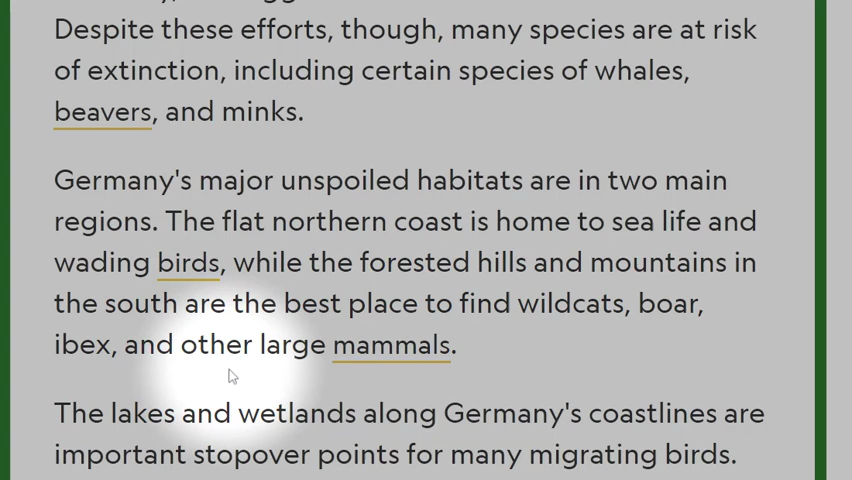 Despite these efforts, though, many species are at risk
of extinction, including certain species of whales,
beavers, and minks.
Germany's major unspoiled habitats are in two main
regions. The flat northern coast is home to sea life and
wading birds, while the forested hills and mountains in
the south are the best place to find wildcats, boar,
ibex, and other large mammals.
The lakes and wetlands along Germany's coastlines are
important stopover points for many migrating birds.